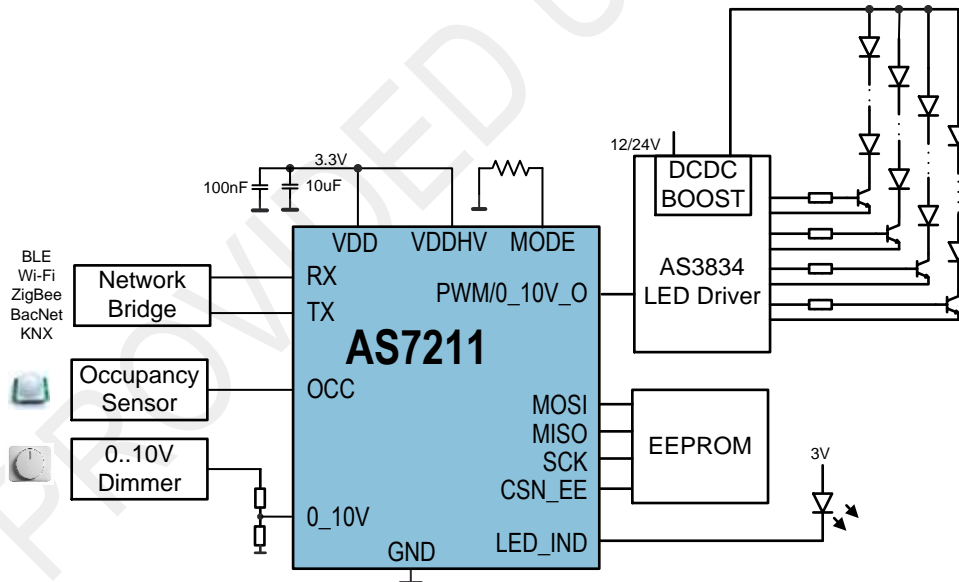 PROVIDED
12/24V
DCDC
BOOST
3.3V
100nF
10uF
VDD
VDDHV
MODE
BLE
Wi-Fi
ZigBee
BacNet
KNX
Network
Bridge
RX
TX
PWM/0_10V_O
AS3834
LED Driver
AS7211
Occupancy
Sensor
OCC
0..10V
Dimmer
0_10V
GND
MOSI
MISO
SCK
CSN_EE
LED_IND
EEPROM
3V